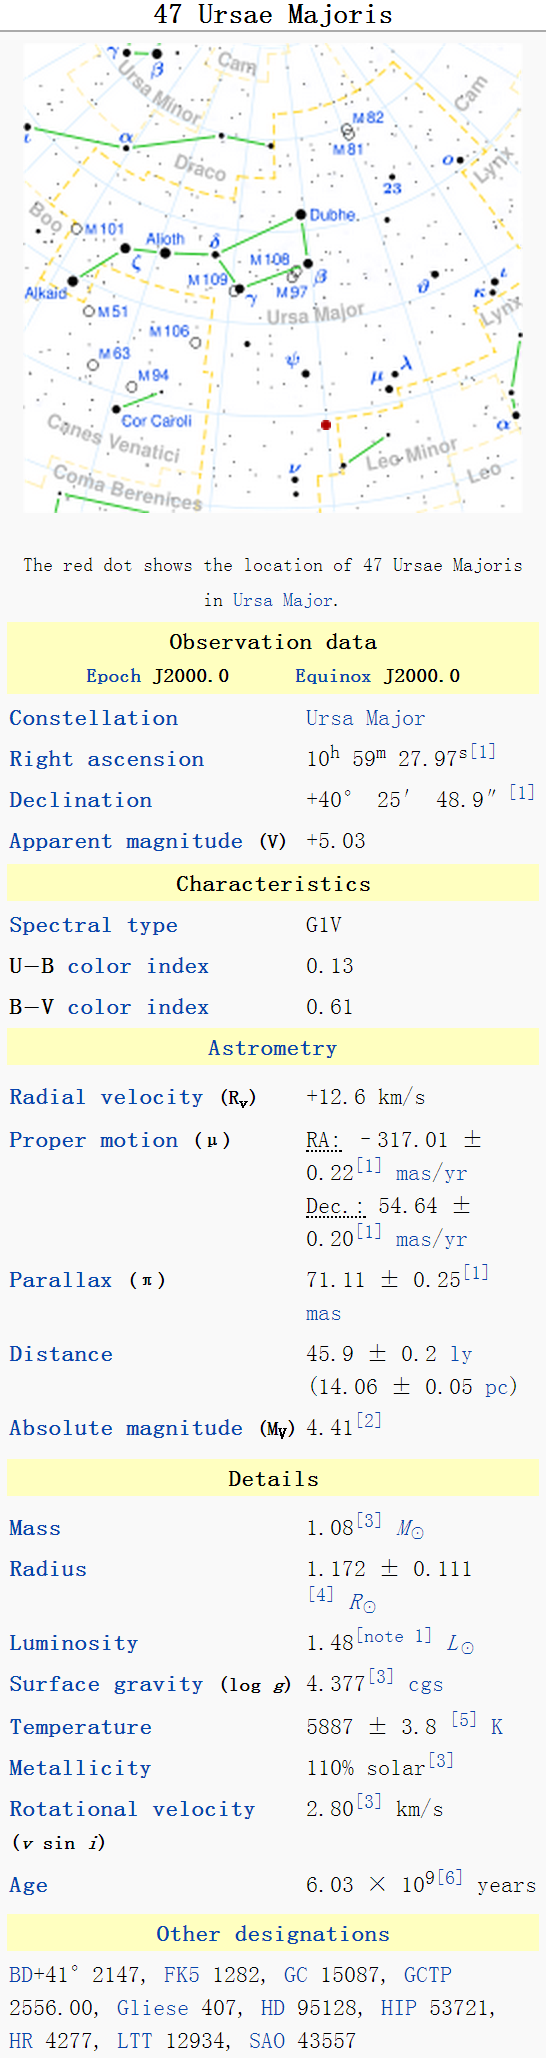 47 Ursae Majoris
γ
β
Cam
Ursa Minor
Cam
M82
M81
ι
α
Draco
ο
Lynx
23
Boo
M101
Alioth
δ
Dubhe
ζ
M108
β
Alkaid
M109
γ
M97
θ
κ
ι
M51
Ursa Major
Lynx
M106
M63
ψ
μ
λ
M94
Cor Caroli
α
Canes Venatici
Leo Minor
Leo
ν
Coma Berenices
The red dot shows the location of 47 Ursae Majoris
in Ursa Major.
Observation data
Epoch J2000.0 Equinox J2000.0
Constellation Ursa Major
Right ascension 10h 59m 27.97s[1]
Declination +40° 25′ 48.9″ [1]
Apparent magnitude (V) +5.03
Characteristics
Spectral type G1V
U−B color index 0.13
B−V color index 0.61
Astrometry
Radial velocity (Rv) +12.6 km/s
Proper motion (μ) RA: –317.01 ±
0.22[1] mas/yr
Dec.: 54.64 ±
0.20[1] mas/yr
Parallax (π) 71.11 ± 0.25[1]
mas
Distance 45.9 ± 0.2 ly
(14.06 ± 0.05 pc)
Absolute magnitude (MV) 4.41[2]
Details
Mass 1.08[3] M☉
Radius 1.172 ± 0.111
[4] R☉
Luminosity 1.48[note 1] L☉
Surface gravity (log g) 4.377[3] cgs
Temperature 5887 ± 3.8 [5] K
Metallicity 110% solar[3]
Rotational velocity 2.80[3] km/s
(v sin i)
Age 6.03 × 109[6] years
Other designations
BD+41° 2147, FK5 1282, GC 15087, GCTP
2556.00, Gliese 407, HD 95128, HIP 53721,
HR 4277, LTT 12934, SAO 43557